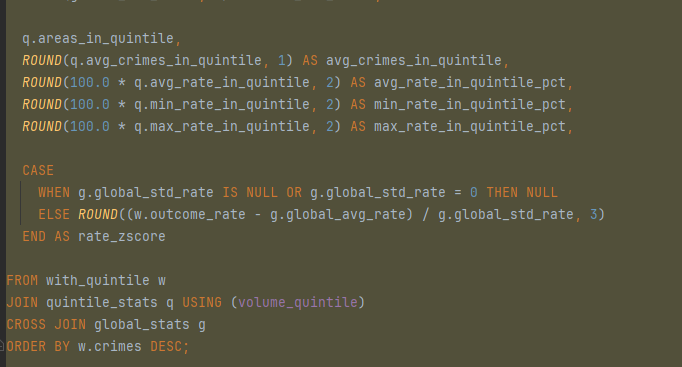 q.areas_in_quintile,
ROUND(q.avg_crimes_in_quintile, 1) AS avg_crimes_in_quintile,
ROUND(100.0 * q.avg_rate_in_quintile, 2) AS avg_rate_in_quintile_pct,
ROUND(100.0 * q.min_rate_in_quintile, 2) AS min_rate_in_quintile_pct,
ROUND(100.0 * q.max_rate_in_quintile, 2) AS max_rate_in_quintile_pct,
CASE
WHEN g.global_std_rate IS NULL OR g.global_std_rate = 0 THEN NULL
ELSE ROUND((w.outcome_rate - g.global_avg_rate) / g.global_std_rate, 3)
END AS rate_zscore
FROM with_quintile w
JOIN quintile_stats q USING (volume_quintile)
CROSS JOIN global_stats g
ORDER BY w.crimes DESC;